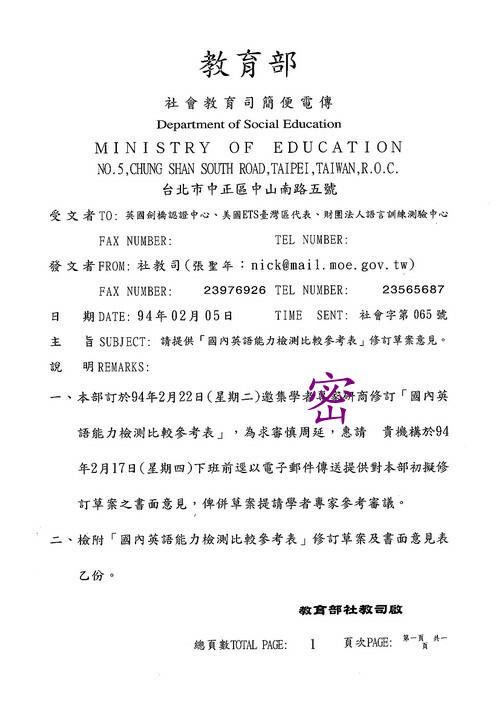 教育部
社會教育司簡便電傳
Department of Social Education
MINISTRY OF EDUCATION
NO.5,CHUNG SHAN SOUTH ROAD,TAIPEI,TAIWAN,R.O.C.
台北市中正區中山南路五號
受文者TO: 英國劍橋認證中心、美國ETS臺灣區代表、財團法人語言訓練測驗中心
FAX NUMBER: TEL NUMBER:
發文者FROM: 社教司(張聖年：nick@mail.moe.gov.tw)
FAX NUMBER: 23976926 TEL NUMBER: 23565687
日 期DATE: 94年02月05日 TIME SENT: 社會字第065號
主 旨SUBJECT: 請提供「國內英語能力檢測比較參考表」修訂草案意見。
說 明REMARKS:
一、本部訂於94年2月22日(星期二)邀集學者專家研商修訂「國內英
密
語能力檢測比較參考表」，為求審慎周延，惠請 貴機構於94
年2月17日(星期四)下班前逕以電子郵件傳送提供對本部初擬修
訂草案之書面意見，俾併草案提請學者專家參考審議。
二、檢附「國內英語能力檢測比較參考表」修訂草案及書面意見表
乙份。
教育部社教司啟
總頁數TOTAL PAGE: 1 頁次PAGE: 第一頁 共一頁